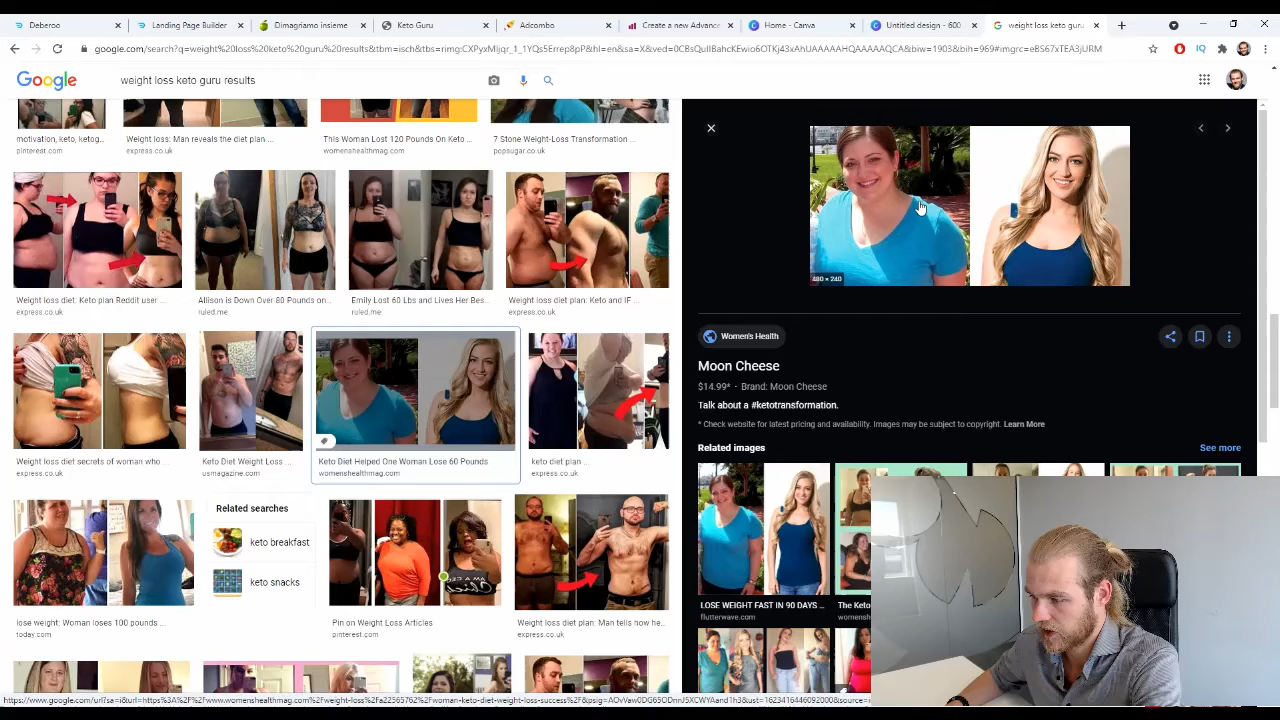 Deberoo
Landing Page Builder
Dimagriamo insieme
Keto Guru
Adcombo.
Create a new Funnel
Home - Canva
Untitled design - 600
weight loss keto guru
IQ
Google
weight loss keto guru results
motivation, keto, ketog...
pinterest.com
Weight loss: Man reveals the diet plan ...
express.co.uk
This Woman Lost 120 Pounds On Keto ...
womenshealthmag.com
7 Stone Weight-Loss Transformation ...
popsugar.co.uk
Weight loss diet: Keto plan Reddit user ...
express.co.uk
Allison is Down Over 80 Pounds on...
ruled.me
Emily Lost 60 Lbs and Lives Her Bes...
ruled.me
Weight loss diet plan: Keto and IF ...
express.co.uk
Weight loss diet secrets of woman who ...
express.co.uk
Keto Diet Weight Loss ...
usmagazine.com
Keto Diet Helped One Woman Lose 60 Pounds
womenshealthmag.com
keto diet plan ...
express.co.uk
lose weight: Woman loses 100 pounds ...
today.com
Related searches
keto breakfast
keto snacks
Pin on Weight Loss Articles
pinterest.com
Weight loss diet plan: Man tells how he...
express.co.uk
480 × 240
Women's Health
Moon Cheese
$14.99* · Brand: Moon Cheese
Talk about a #ketotransformation.
* Check website for latest pricing and availability. Images may be subject to copyright. Learn More
Related images
See more
LOSE WEIGHT FAST IN 90 DAYS ...
flutterwave.com
The Keto
womensh